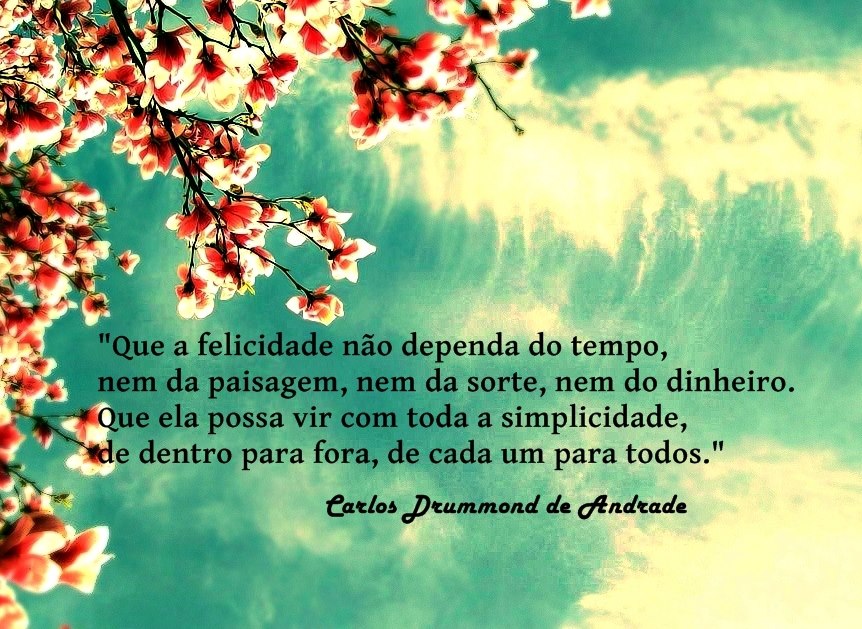 "Que a felicidade não dependa do tempo,
nem da paisagem, nem da sorte, nem do dinheiro.
Que ela possa vir com toda a simplicidade,
de dentro para fora, de cada um para todos."
Carlos Drummond de Andrade